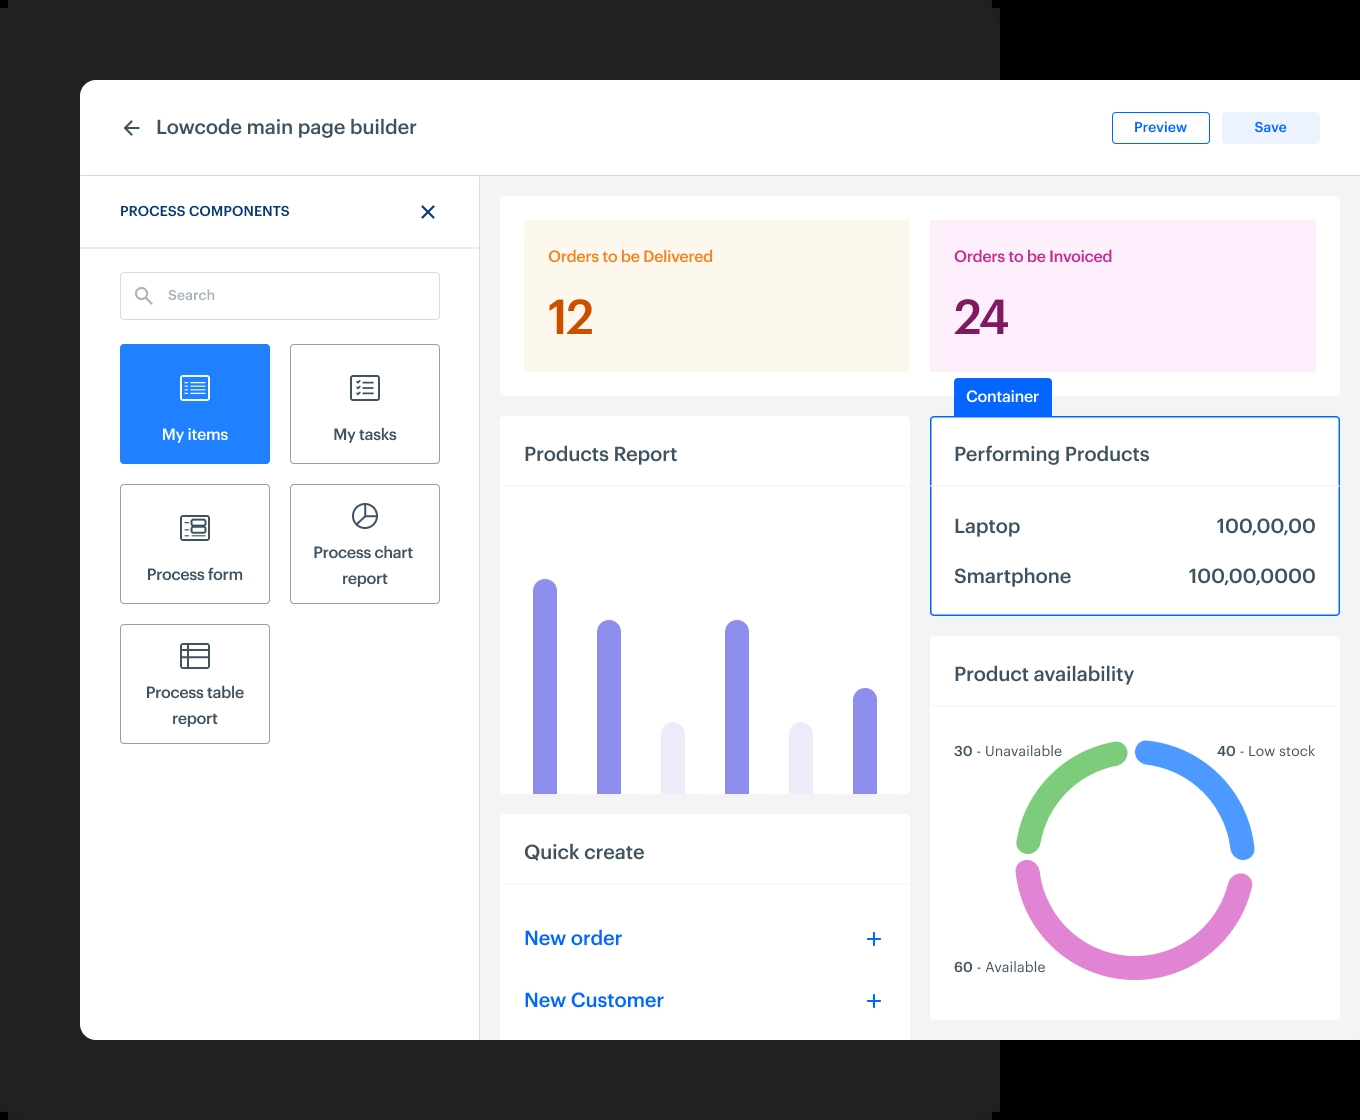 Lowcode main page builder
Preview
Save
PROCESS COMPONENTS
Search
My items
My tasks
Process form
Process chart
report
Process table
report
Orders to be Delivered
12
Orders to be Invoiced
24
Container
Products Report
Performing Products
Laptop 100,00,00
Smartphone 100,00,0000
Product availability
30 - Unavailable
40 - Low stock
60 - Available
Quick create
New order +
New Customer +